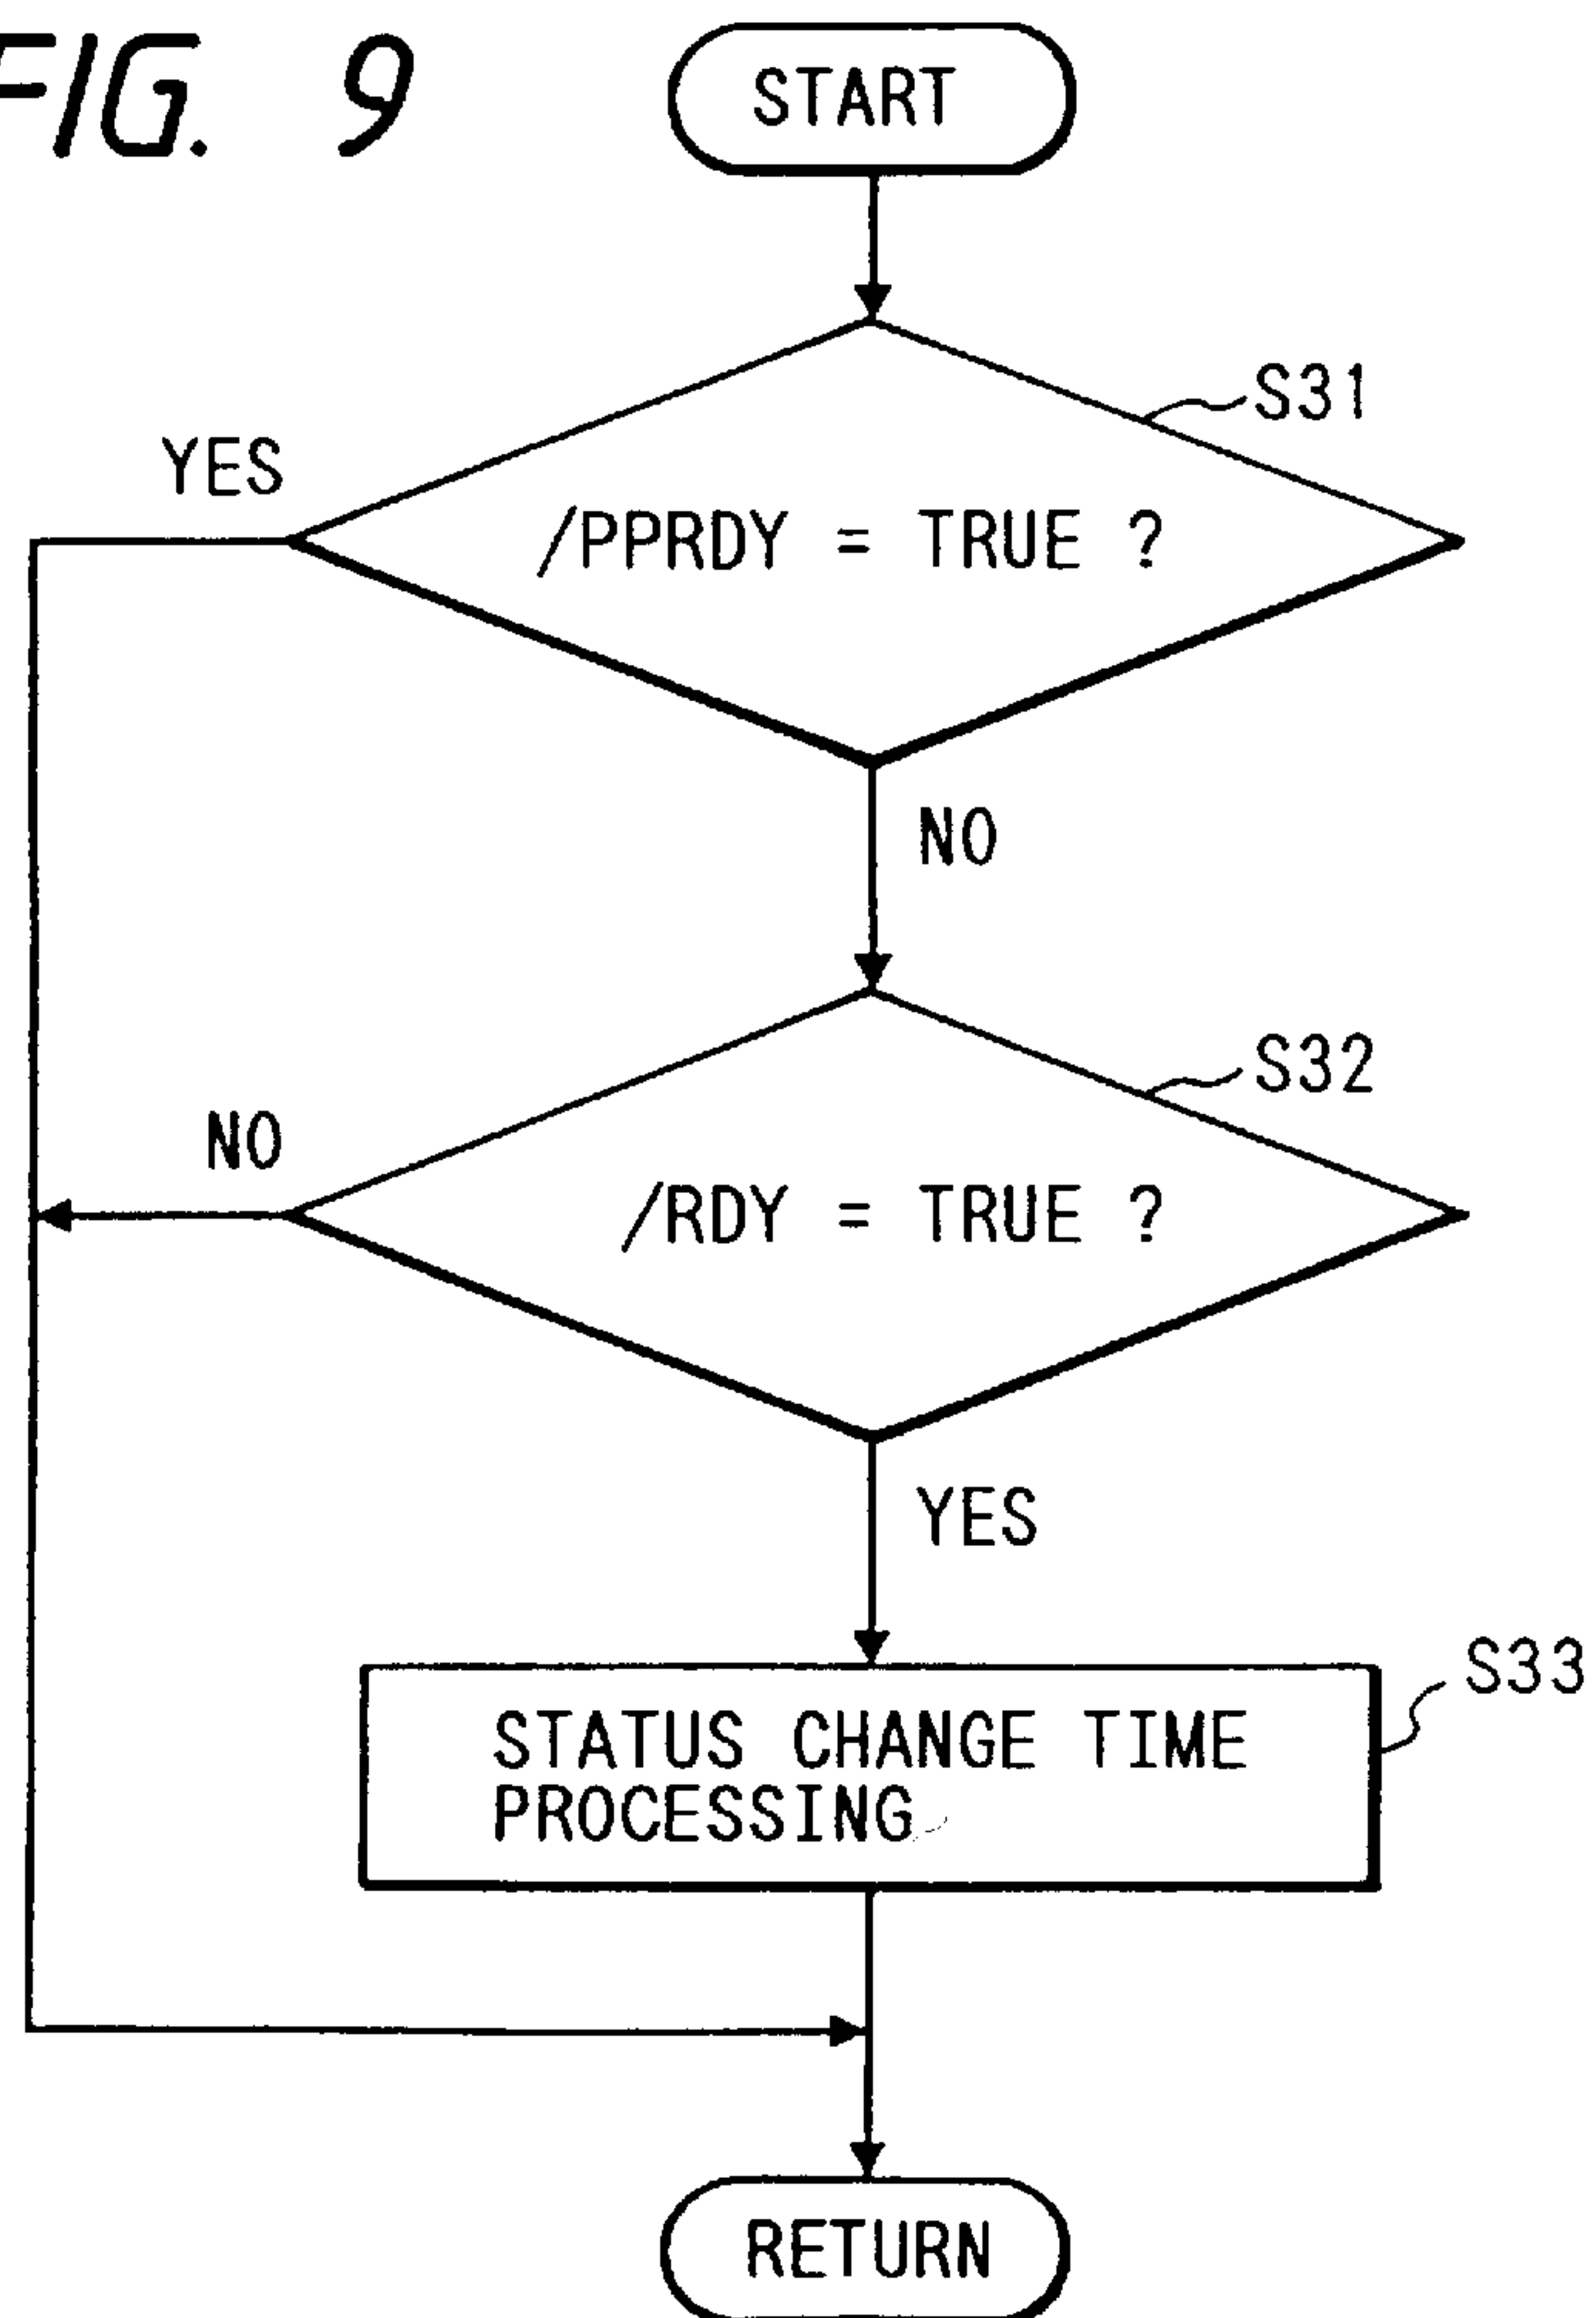 FIG. 9
START
S31
YES
/PPRDY = TRUE ?
NO
S32
NO
/RDY = TRUE ?
YES
S33
STATUS CHANGE TIME
PROCESSING
RETURN